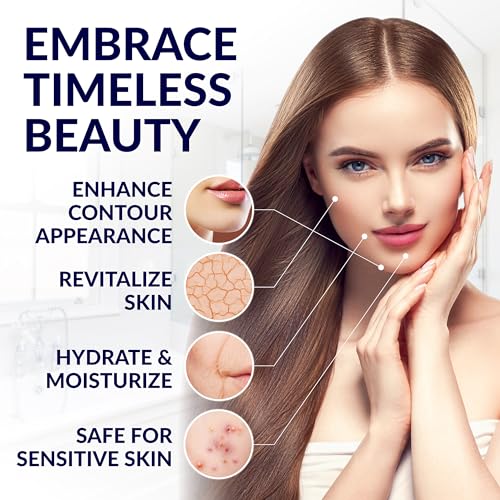 EMBRACE
TIMELESS
BEAUTY
ENHANCE
CONTOUR
APPEARANCE
REVITALIZE
SKIN
HYDRATE &
MOISTURIZE
SAFE FOR
SENSITIVE SKIN